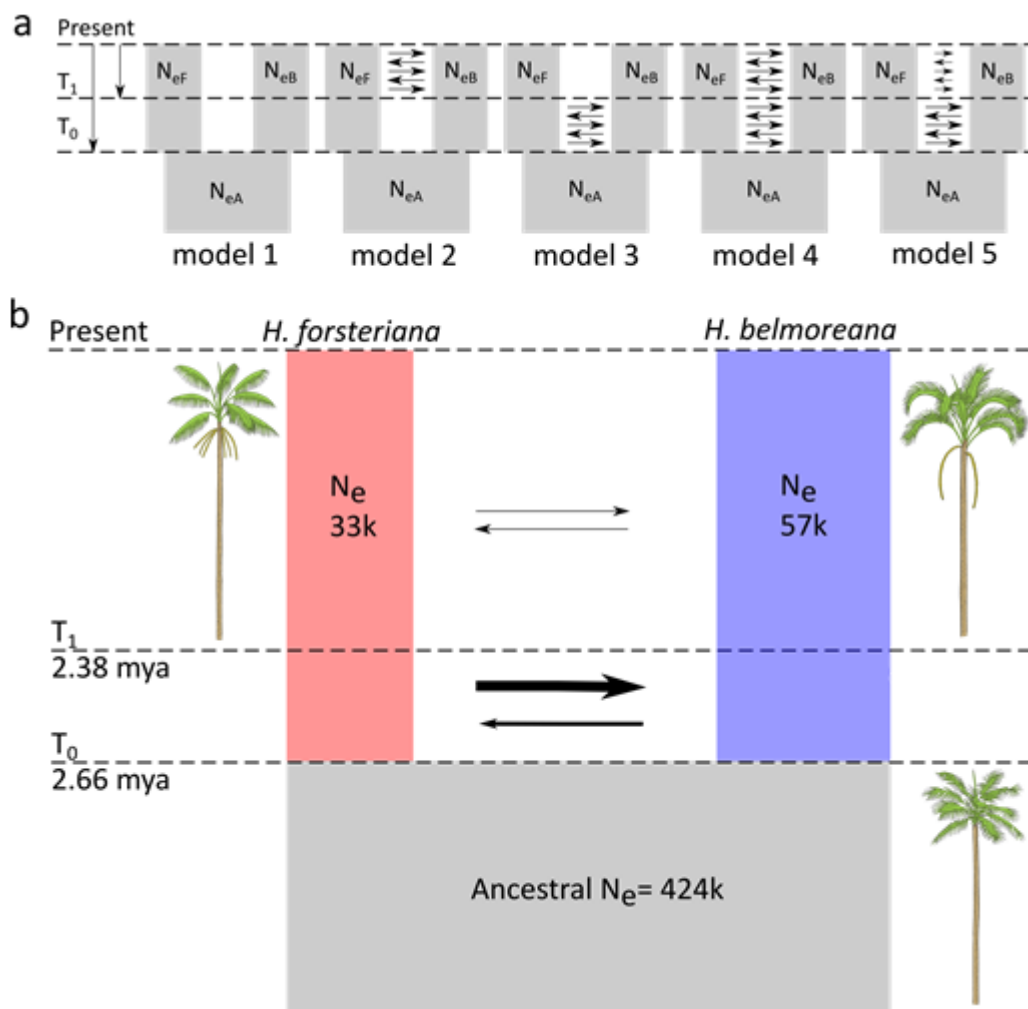 a
Present
T1
T0
NeF NeB NeF NeB NeF NeB NeF NeB NeF NeB
NeA NeA NeA NeA NeA
model 1 model 2 model 3 model 4 model 5
b
Present H. forsteriana H. belmoreana
Ne Ne
33k 57k
T1
2.38 mya
T0
2.66 mya
Ancestral Ne= 424k